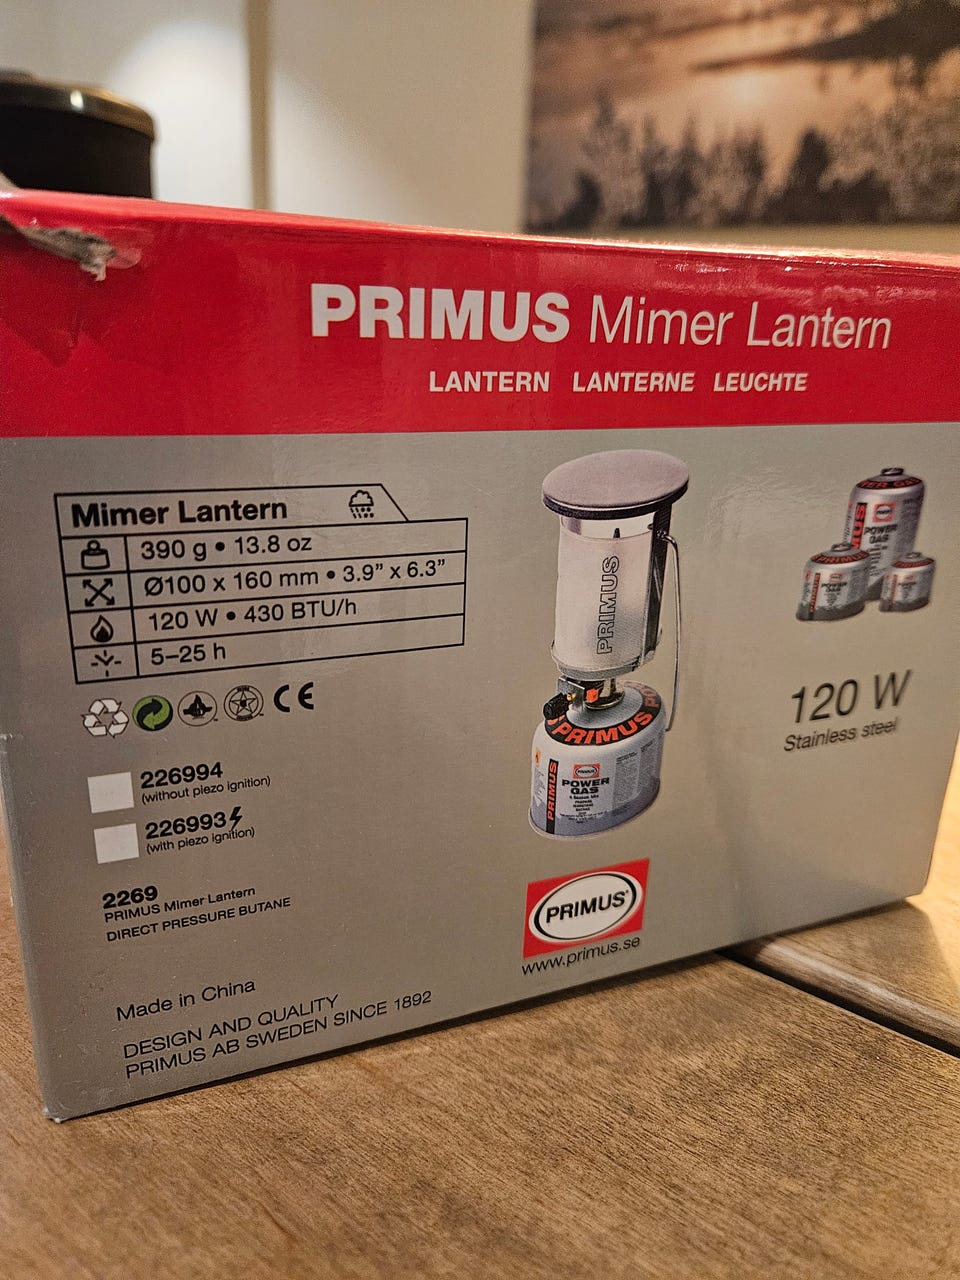 PRIMUS Mimer Lantern
LANTERN LANTERNE LEUCHTE
Mimer Lantern
390 g • 13.8 oz
Ø100 x 160 mm • 3.9” x 6.3”
120 W • 430 BTU/h
5–25 h
CE
226994
(without piezo ignition)
226993
(with piezo ignition)
2269
PRIMUS Mimer Lantern
DIRECT PRESSURE BUTANE
Made in China
DESIGN AND QUALITY
PRIMUS AB SWEDEN SINCE 1892
PRIMUS
PRIMUS
PRIMUS
PRIMUS
POWER
GAS
PRIMUS
www.primus.se
POWER
GAS
120 W
Stainless steel